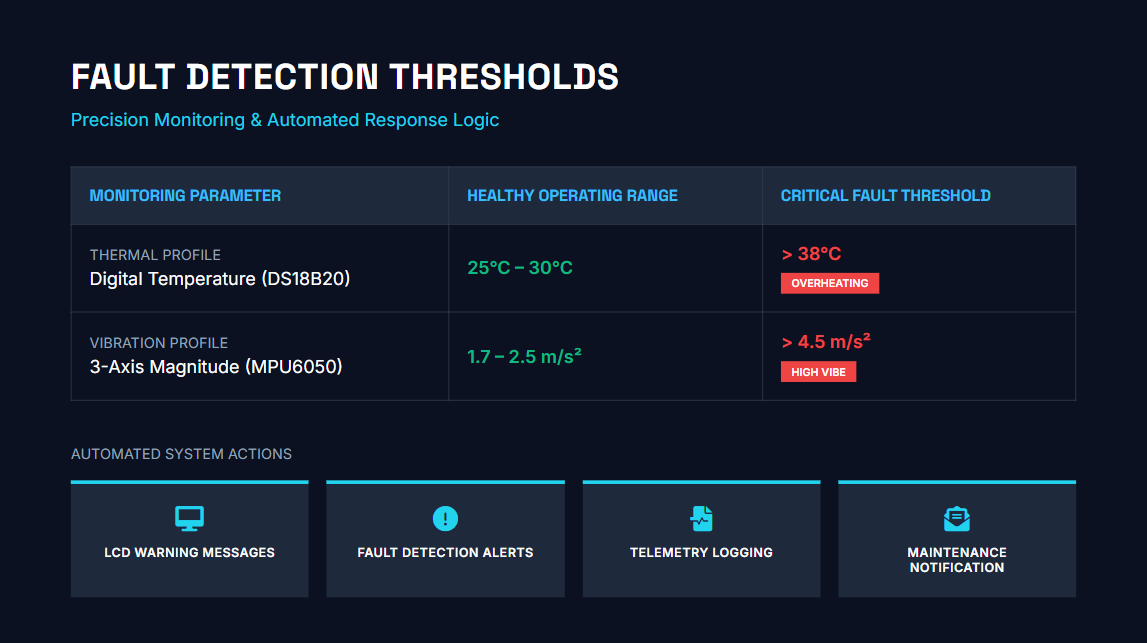 FAULT DETECTION THRESHOLDS
Precision Monitoring & Automated Response Logic
MONITORING PARAMETER
HEALTHY OPERATING RANGE
CRITICAL FAULT THRESHOLD
THERMAL PROFILE
Digital Temperature (DS18B20)
25°C – 30°C
> 38°C
OVERHEATING
VIBRATION PROFILE
3-Axis Magnitude (MPU6050)
1.7 – 2.5 m/s²
> 4.5 m/s²
HIGH VIBE
AUTOMATED SYSTEM ACTIONS
LCD WARNING MESSAGES
FAULT DETECTION ALERTS
TELEMETRY LOGGING
MAINTENANCE
NOTIFICATION